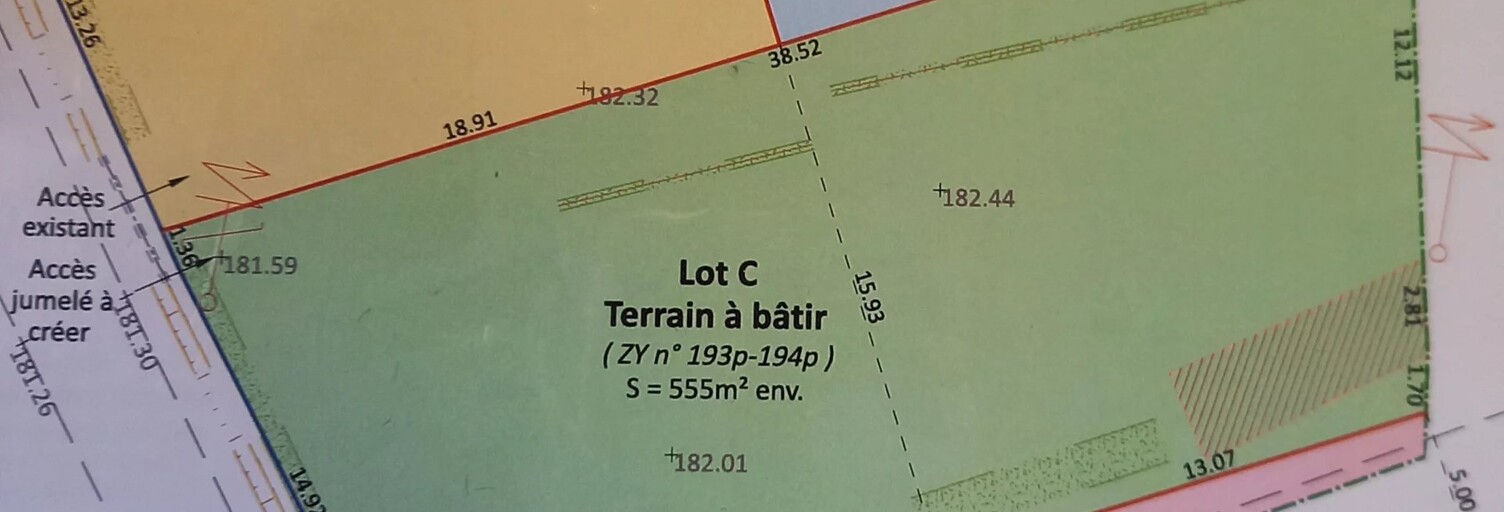 13.26
38.52
12.12
182.32
18.91
Accès
existant
182.44
1.36
181.59
Accès
jumelé à
créer
181.30
181.26
Lot C
Terrain à bâtir
( ZY n° 193p-194p )
S = 555m² env.
15.93
2.81
1.70
182.01
13.07
14.92
5.00